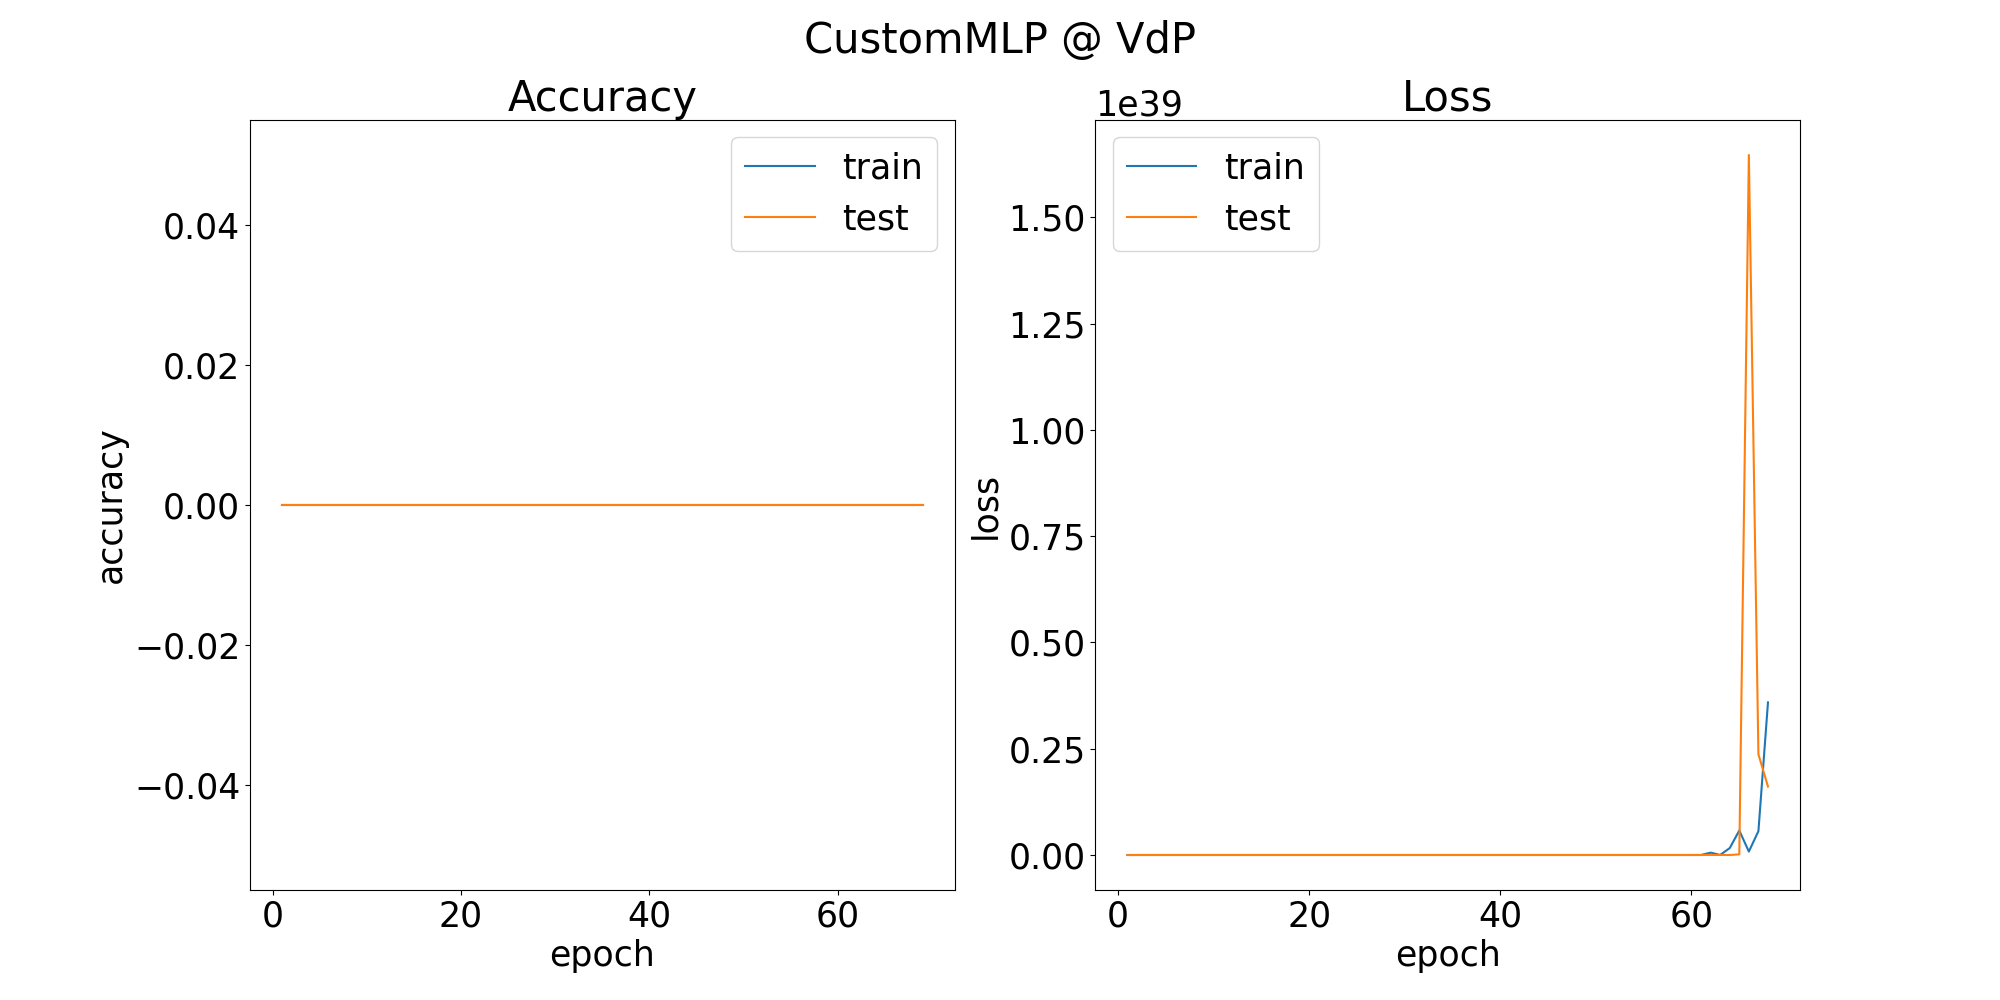 CustomMLP @ VdP
Accuracy
train
test
0.04
0.02
0.00
−0.02
−0.04
accuracy
0 20 40 60
epoch
Loss
1e39
train
test
1.50
1.25
1.00
0.75
0.50
0.25
0.00
loss
0 20 40 60
epoch